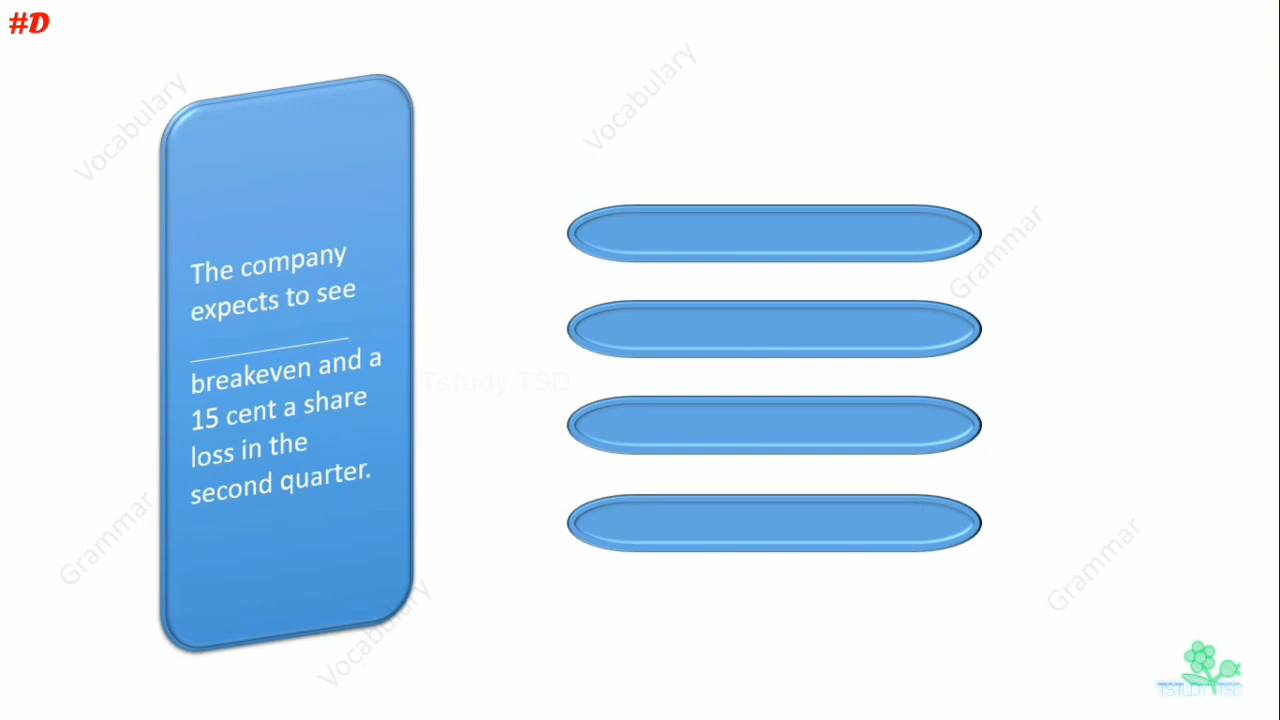 #D
Vocabulary
Vocabulary
The company
expects to see
____________
breakeven and a
15 cent a share
loss in the
second quarter.
Grammar
Tstudy TSD
Grammar
Grammar
Vocabulary
TSTUDY TSD